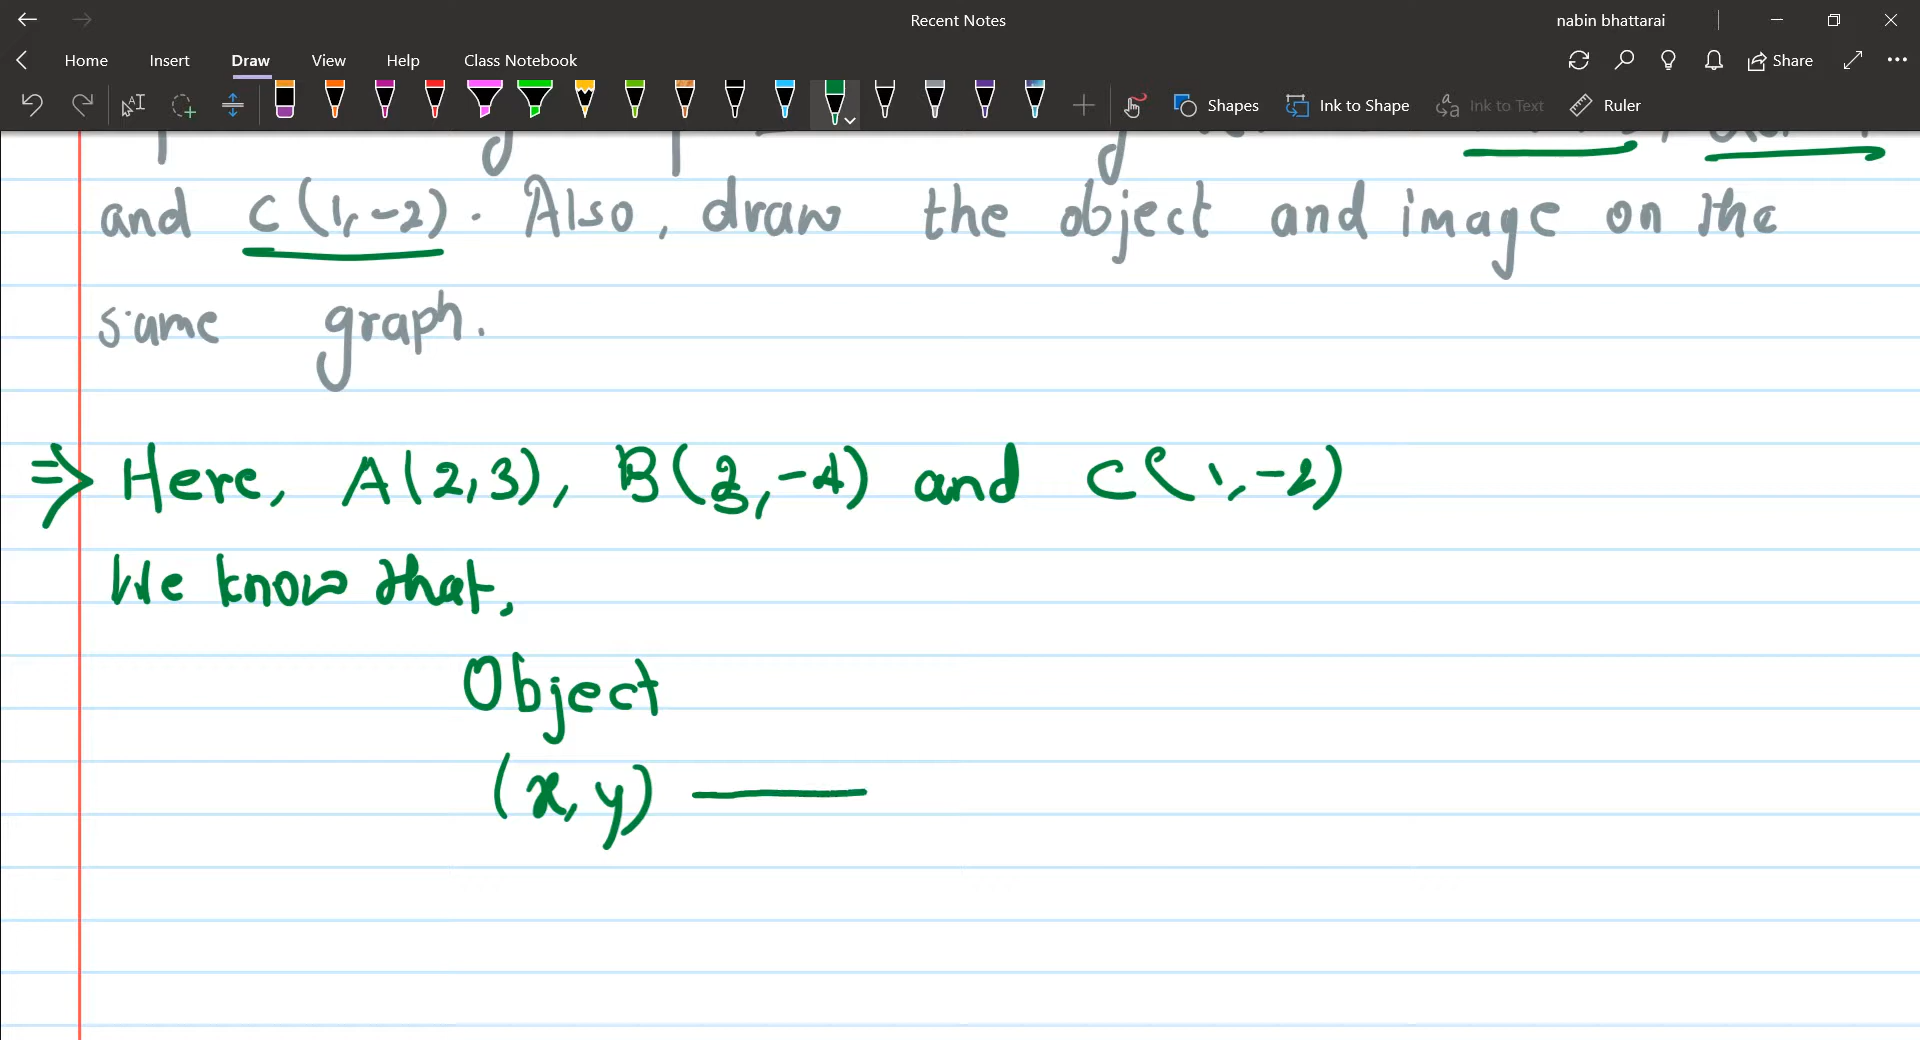 Recent Notes
nabin bhattarai
Home Insert Draw View Help Class Notebook
Share
Shapes Ink to Shape Ink to Text Ruler
and C(1, -2). Also, draw the object and image on the
same graph.
⇒ Here, A(2,3), B(3,-4) and C(1,-2)
We know that,
Object
(x, y)